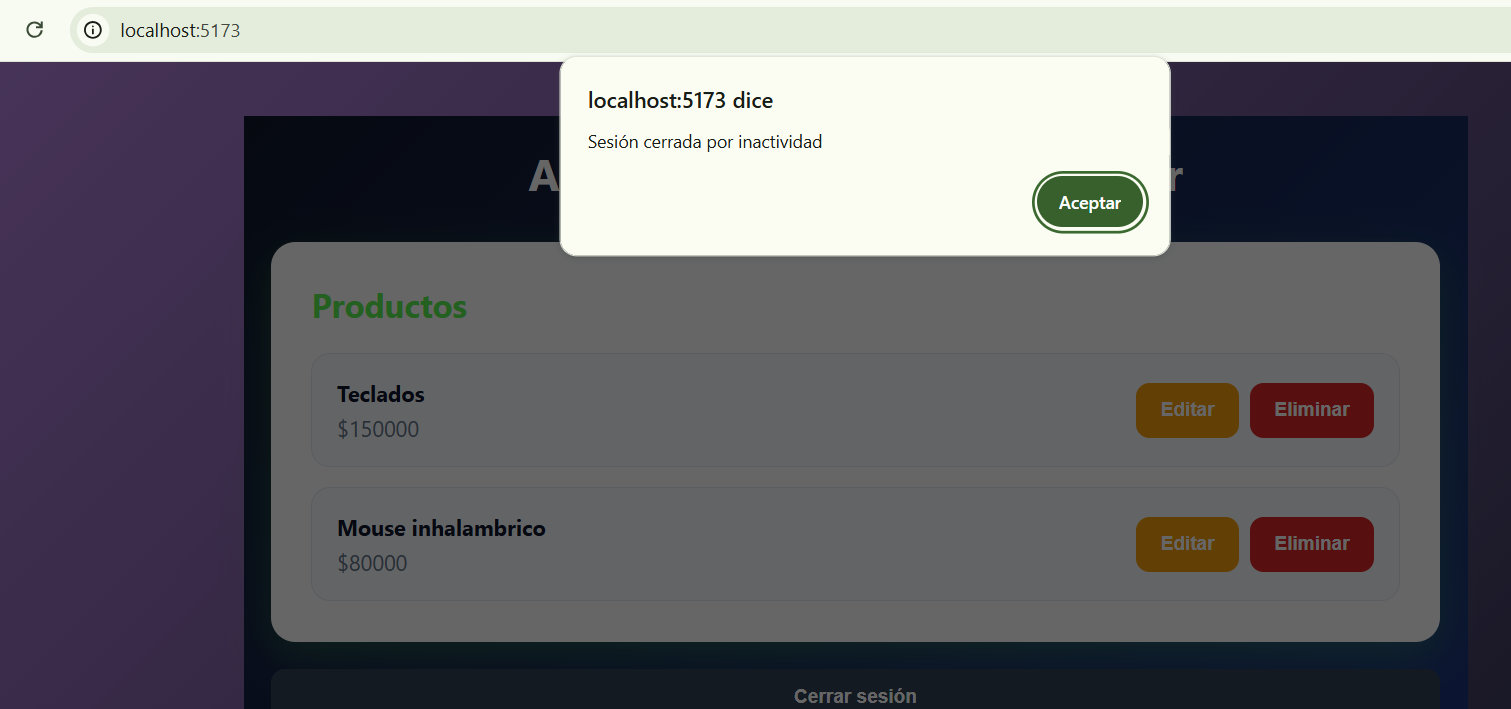 localhost:5173
localhost:5173 dice
Sesión cerrada por inactividad
Aceptar
Productos
Teclados
$150000
Editar
Eliminar
Mouse inhalambrico
$80000
Editar
Eliminar
Cerrar sesión